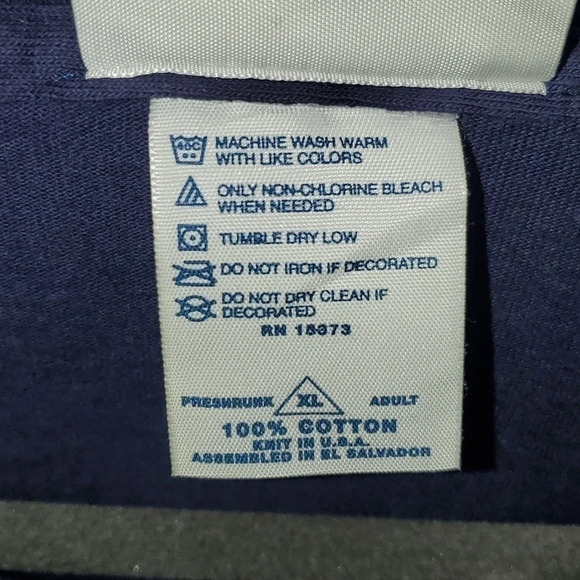 40C
MACHINE WASH WARM
WITH LIKE COLORS
ONLY NON-CHLORINE BLEACH
WHEN NEEDED
TUMBLE DRY LOW
DO NOT IRON IF DECORATED
DO NOT DRY CLEAN IF
DECORATED
RN 15673
PRESHRUNK XL ADULT
100% COTTON
KNIT IN U.S.A.
ASSEMBLED IN EL SALVADOR